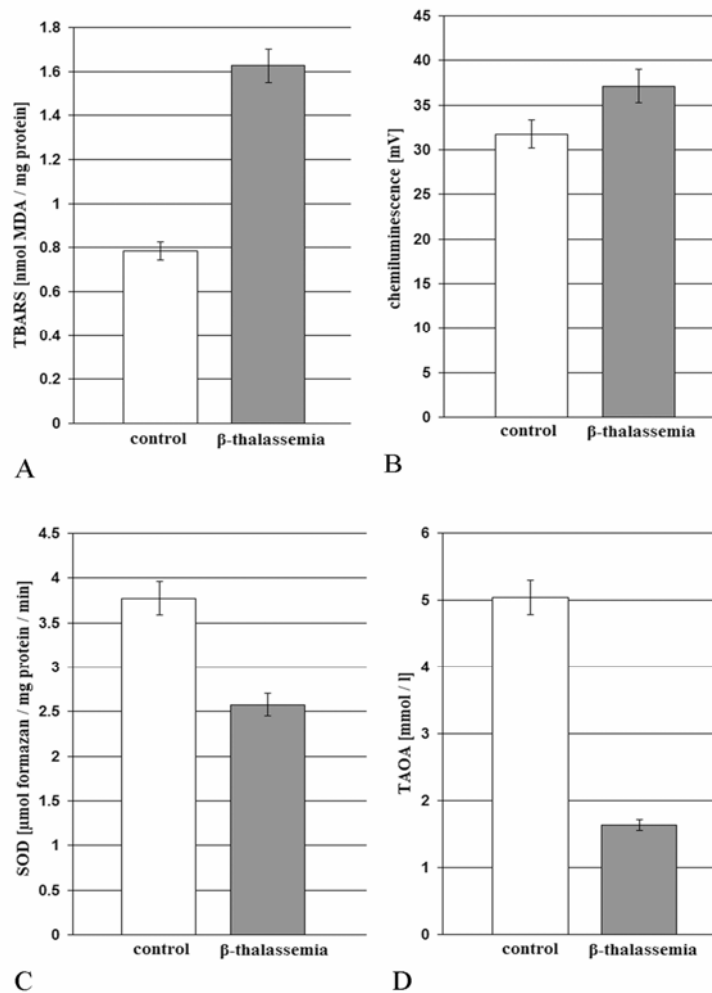 TBARS [nmol MDA / mg protein]
1.8
1.6
1.4
1.2
1
0.8
0.6
0.4
0.2
0
control
β-thalassemia
A
chemiluminescence [mV]
45
40
35
30
25
20
15
10
5
0
control
β-thalassemia
B
SOD [µmol formazan / mg protein / min]
4.5
4
3.5
3
2.5
2
1.5
1
0.5
0
control
β-thalassemia
C
TAOA [mmol / l]
6
5
4
3
2
1
0
control
β-thalassemia
D